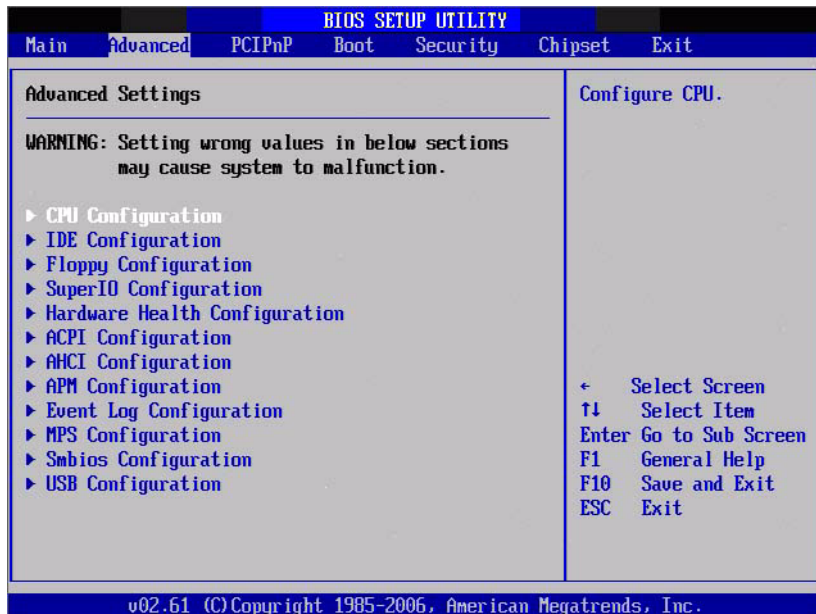 BIOS SETUP UTILITY
Main Advanced PCIPnP Boot Security Chipset Exit
Advanced Settings
WARNING: Setting wrong values in below sections
may cause system to malfunction.
▶ CPU Configuration
▶ IDE Configuration
▶ Floppy Configuration
▶ SuperIO Configuration
▶ Hardware Health Configuration
▶ ACPI Configuration
▶ AHCI Configuration
▶ APM Configuration
▶ Event Log Configuration
▶ MPS Configuration
▶ Smbios Configuration
▶ USB Configuration
Configure CPU.
← Select Screen
↑↓ Select Item
Enter Go to Sub Screen
F1 General Help
F10 Save and Exit
ESC Exit
v02.61 (C)Copyright 1985-2006, American Megatrends, Inc.